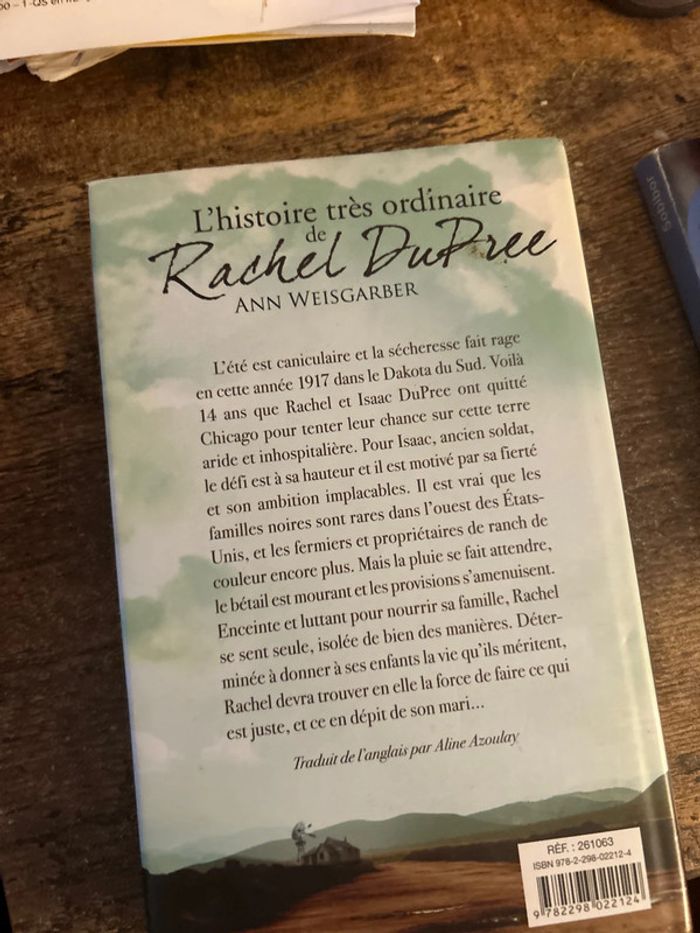 L'histoire très ordinaire
de
Rachel DuPree
ANN WEISGARBER
L'été est caniculaire et la sécheresse fait rage
en cette année 1917 dans le Dakota du Sud. Voilà
14 ans que Rachel et Isaac DuPree ont quitté
Chicago pour tenter leur chance sur cette terre
aride et inhospitalière. Pour Isaac, ancien soldat,
le défi est à sa hauteur et il est motivé par sa fierté
et son ambition implacables. Il est vrai que les
familles noires sont rares dans l'ouest des États-
Unis, et les fermiers et propriétaires de ranch de
couleur encore plus. Mais la pluie se fait attendre,
le bétail est mourant et les provisions s'amenuisent.
Enceinte et luttant pour nourrir sa famille, Rachel
se sent seule, isolée de bien des manières. Déter-
minée à donner à ses enfants la vie qu'ils méritent,
Rachel devra trouver en elle la force de faire ce qui
est juste, et ce en dépit de son mari...
Traduit de l'anglais par Aline Azoulay
RÉF. : 261063
ISBN 978-2-298-02212-4
9 782298 022124
Sobibor